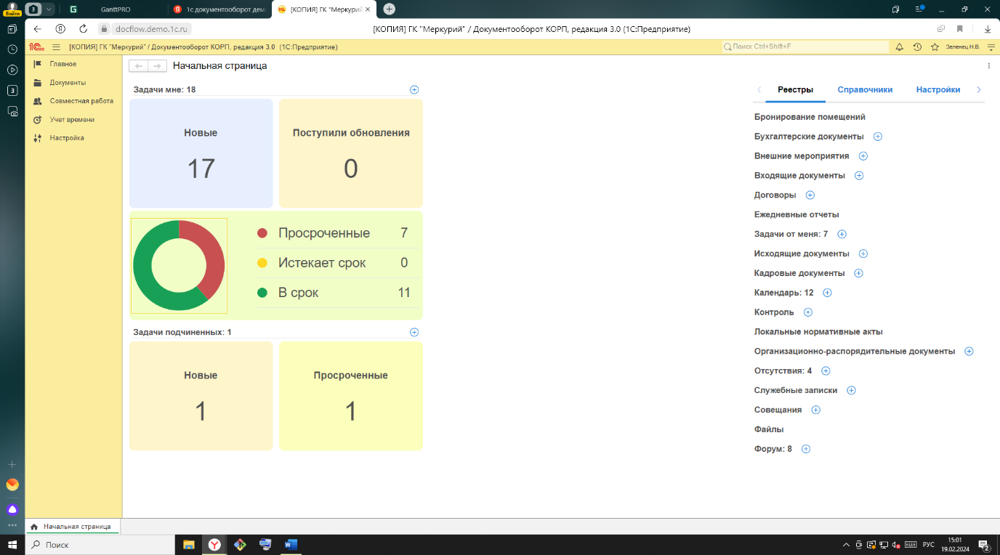 Войти
3
GanttPRO
1с документооборот дем
[КОПИЯ] ГК "Меркурий
docflow.demo.1c.ru
[КОПИЯ] ГК "Меркурий" / Документооборот КОРП, редакция 3.0 (1С:Предприятие)
[КОПИЯ] ГК "Меркурий" / Документооборот КОРП, редакция 3.0 (1С:Предприятие)
Поиск Ctrl+Shift+F
Зеленец Н.В.
3
Главное
Документы
Совместная работа
Учет времени
Настройка
Начальная страница
Задачи мне: 18
Новые
17
Поступили обновления
0
Просроченные 7
Истекает срок 0
В срок 11
Задачи подчиненных: 1
Новые
1
Просроченные
1
Реестры Справочники Настройки
Бронирование помещений
Бухгалтерские документы
Внешние мероприятия
Входящие документы
Договоры
Ежедневные отчеты
Задачи от меня: 7
Исходящие документы
Кадровые документы
Календарь: 12
Контроль
Локальные нормативные акты
Организационно-распорядительные документы
Отсутствия: 4
Служебные записки
Совещания
Файлы
Форум: 8
Начальная страница
Поиск
РУС
15:01
19.02.2024
2